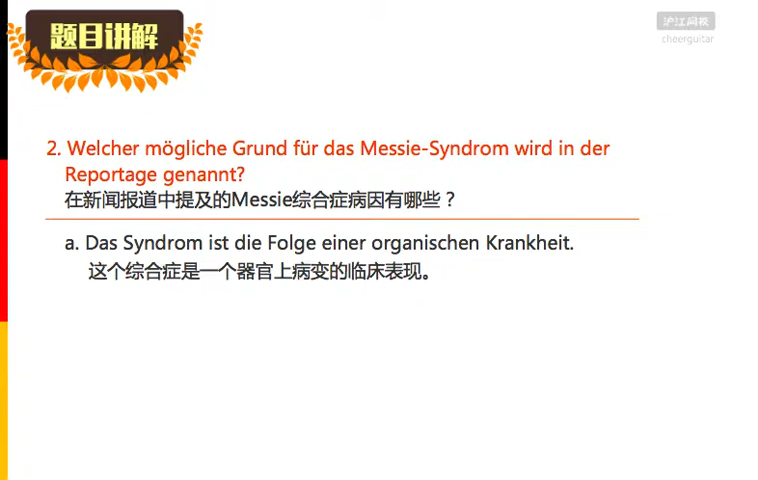 题目讲解
沪江网校
cheerguitar
2. Welcher mögliche Grund für das Messie-Syndrom wird in der
Reportage genannt?
在新闻报道中提及的Messie综合症病因有哪些？
a. Das Syndrom ist die Folge einer organischen Krankheit.
这个综合症是一个器官上病变的临床表现。